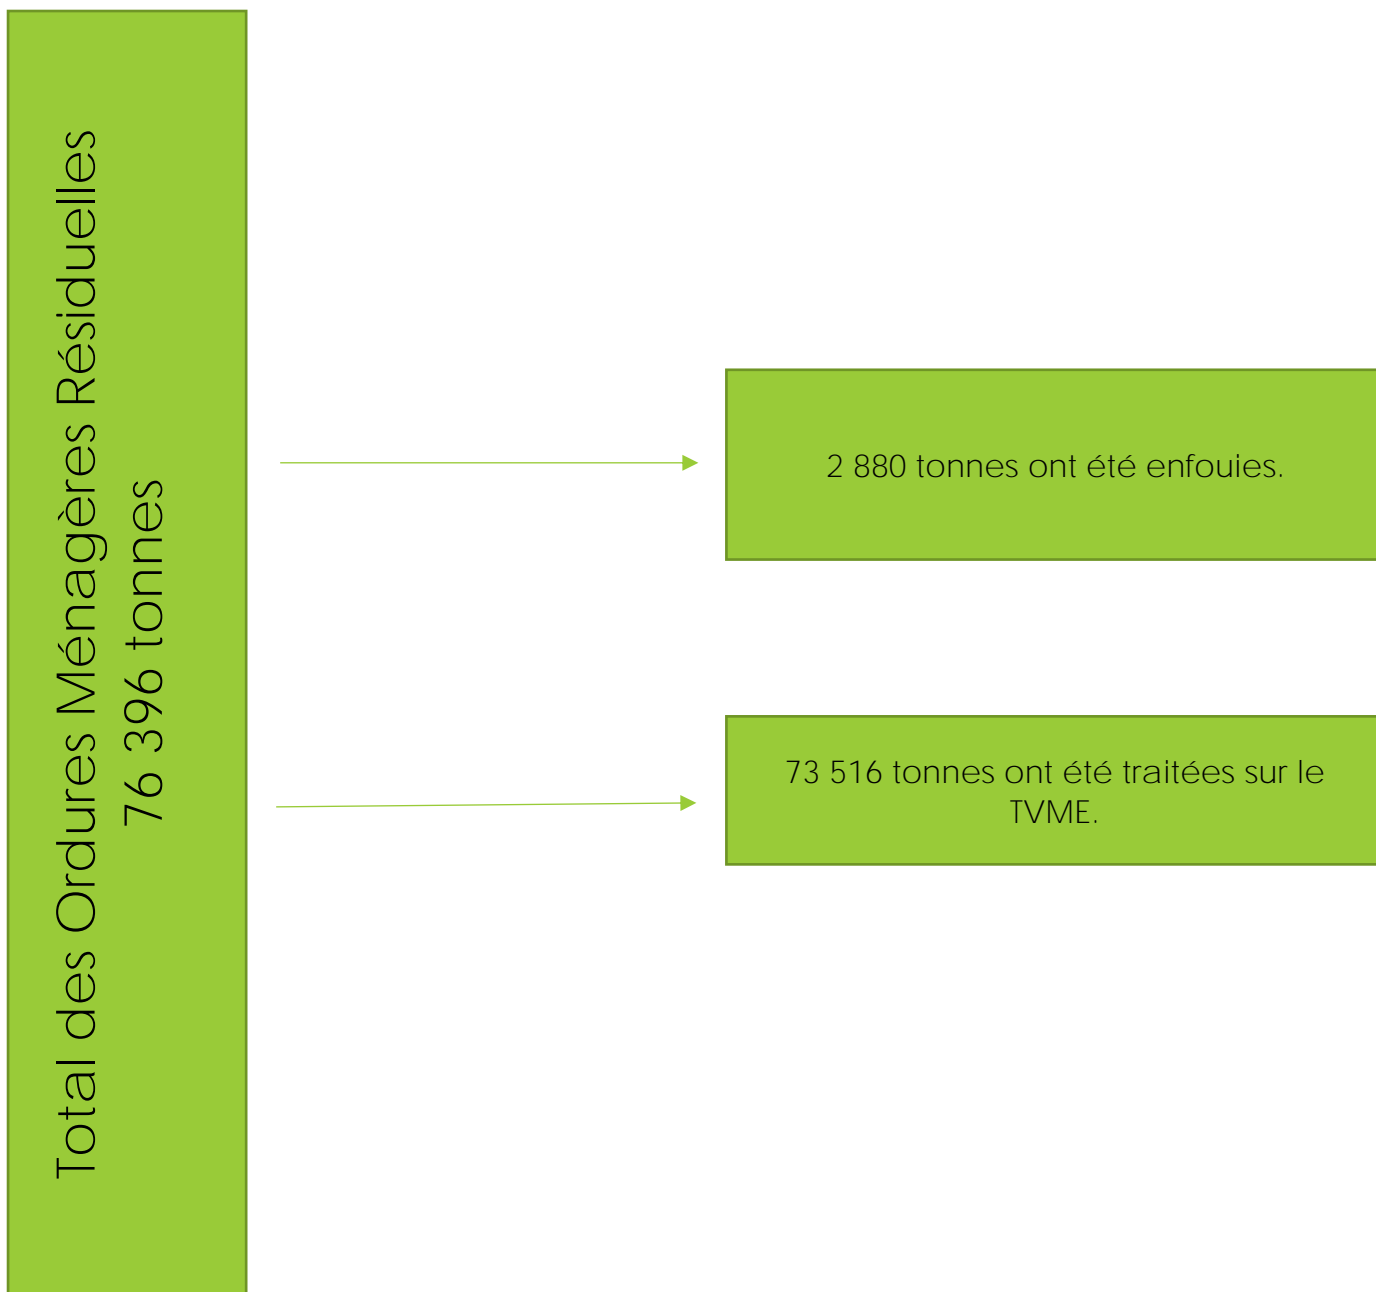 Total des Ordures Ménagères Résiduelles
76 396 tonnes
2 880 tonnes ont été enfouies.
73 516 tonnes ont été traitées sur le
TVME.